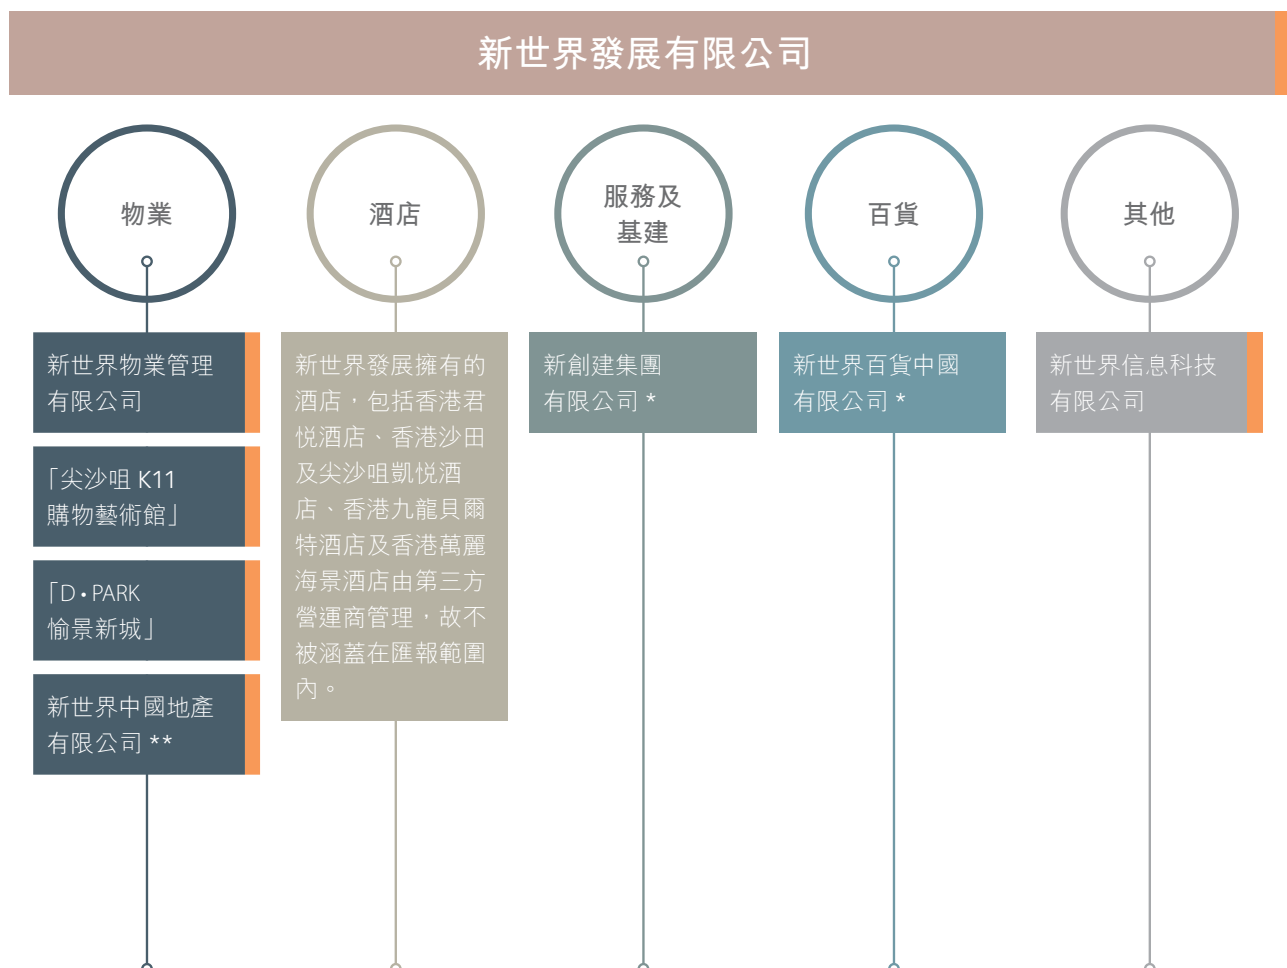 新世界發展有限公司
物業
新世界物業管理
有限公司
「尖沙咀 K11
購物藝術館」
「D•PARK
愉景新城」
新世界中國地產
有限公司 **
酒店
新世界發展擁有的
酒店，包括香港君
悦酒店、香港沙田
及尖沙咀凱悦酒
店、香港九龍貝爾
特酒店及香港萬麗
海景酒店由第三方
營運商管理，故不
被涵蓋在匯報範圍
內。
服務及
基建
新創建集團
有限公司 *
百貨
新世界百貨中國
有限公司 *
其他
新世界信息科技
有限公司